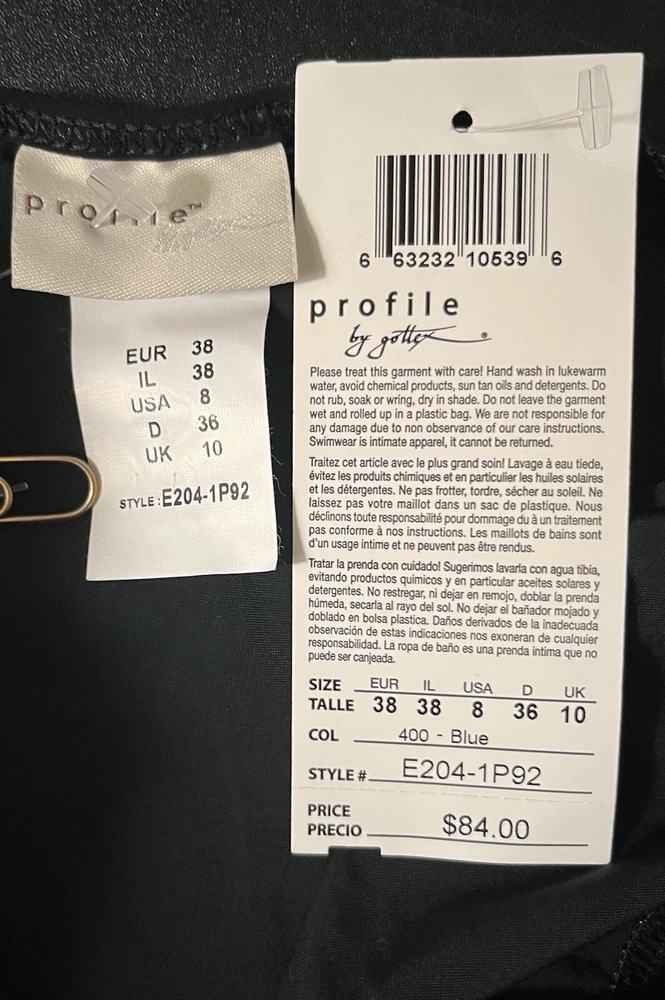 profile™
EUR 38
IL 38
USA 8
D 36
UK 10
STYLE:E204-1P92
6 63232 10539 6
profile
by gottex
Please treat this garment with care! Hand wash in lukewarm
water, avoid chemical products, sun tan oils and detergents. Do
not rub, soak or wring, dry in shade. Do not leave the garment
wet and rolled up in a plastic bag. We are not responsible for
any damage due to non observance of our care instructions.
Swimwear is intimate apparel, it cannot be returned.
Traitez cet article avec le plus grand soin! Lavage à eau tiede,
évitez les produits chimiques et en particulier les huiles solaires
et les détergentes. Ne pas frotter, tordre, sécher au soleil. Ne
laissez pas votre maillot dans un sac de plastique. Nous
déclinons toute responsabilité pour dommage du à un traitement
pas conforme à nos instructions. Les maillots de bains sont
d'un usage intime et ne peuvent pas être rendus.
Tratar la prenda con cuidado! Sugerimos lavarla con agua tibia,
evitando productos quimicos y en particular aceites solares y
detergentes. No restregar, ni dejar en remojo, doblar la prenda
húmeda, secarla al rayo del sol. No dejar el bañador mojado y
doblado en bolsa plastica. Daños derivados de la inadecuada
observación de estas indicaciones nos exoneran de cualquier
responsabilidad. La ropa de baño es una prenda intima que no
puede ser canjeada.
SIZE EUR IL USA D UK
TALLE 38 38 8 36 10
COL 400 - Blue
STYLE # E204-1P92
PRICE
PRECIO $84.00